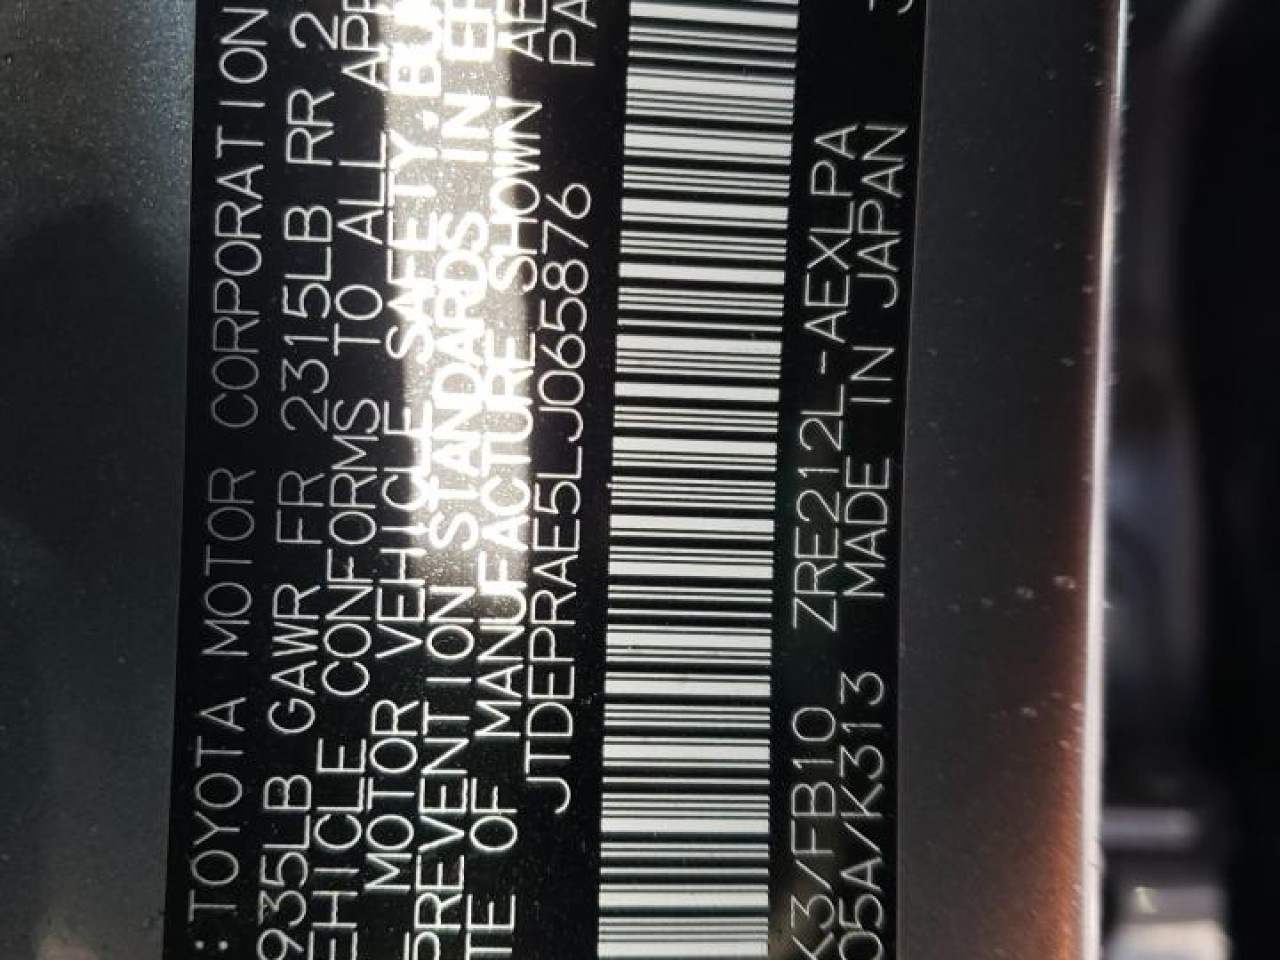 :TOYOTA MOTOR CORPORATION
935LB GAWR FR 2315LB RR 2
EHICLE CONFORMS TO ALL APP
MOTOR VEHICLE SAFETY, BUM
PREVENTION STANDARDS IN EF
TE OF MANUFACTURE SHOWN AB
JTDEPRAE5LJ065876 PA
K3/FB10 ZRE212L-AEXLPA
05A/K313 MADE IN JAPAN